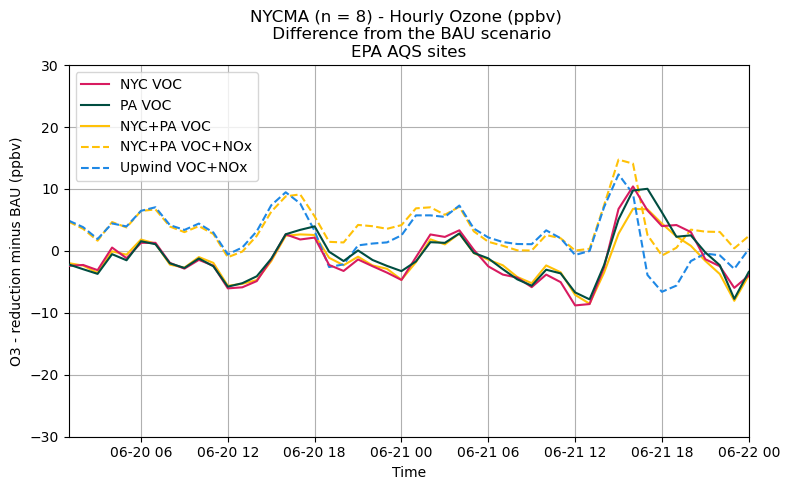 NYCMA (n = 8) - Hourly Ozone (ppbv)
Difference from the BAU scenario
EPA AQS sites
O3 - reduction minus BAU (ppbv)
30
20
10
0
−10
−20
−30
NYC VOC
PA VOC
NYC+PA VOC
NYC+PA VOC+NOx
Upwind VOC+NOx
06-20 06
06-20 12
06-20 18
06-21 00
06-21 06
06-21 12
06-21 18
06-22 00
Time